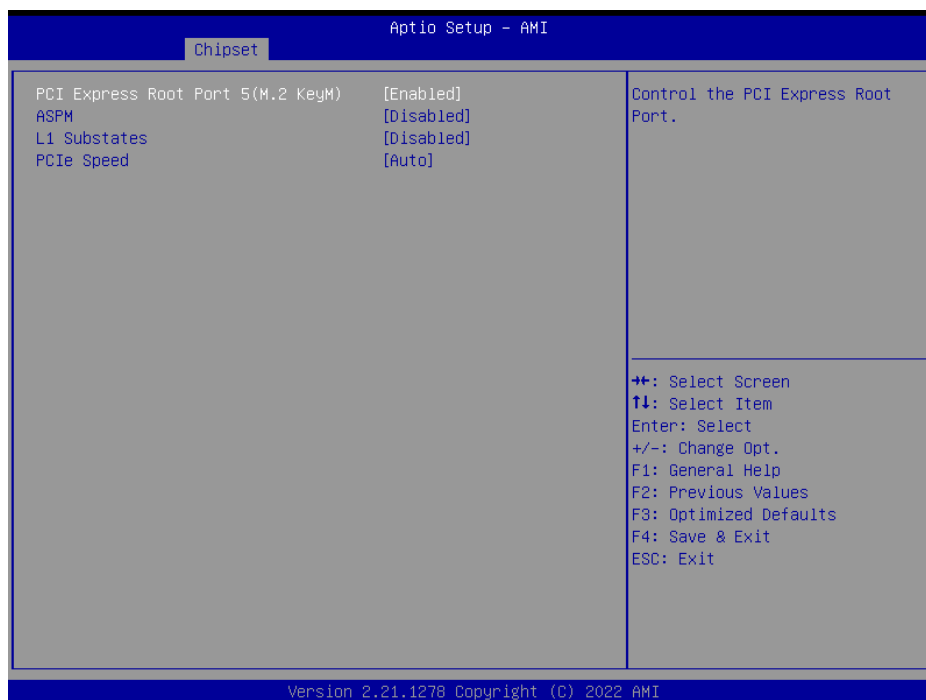 Aptio Setup - AMI
Chipset
PCI Express Root Port 5(M.2 KeyM) [Enabled]
ASPM [Disabled]
L1 Substates [Disabled]
PCIe Speed [Auto]
Control the PCI Express Root
Port.
→←: Select Screen
↑↓: Select Item
Enter: Select
+/-: Change Opt.
F1: General Help
F2: Previous Values
F3: Optimized Defaults
F4: Save & Exit
ESC: Exit
Version 2.21.1278 Copyright (C) 2022 AMI